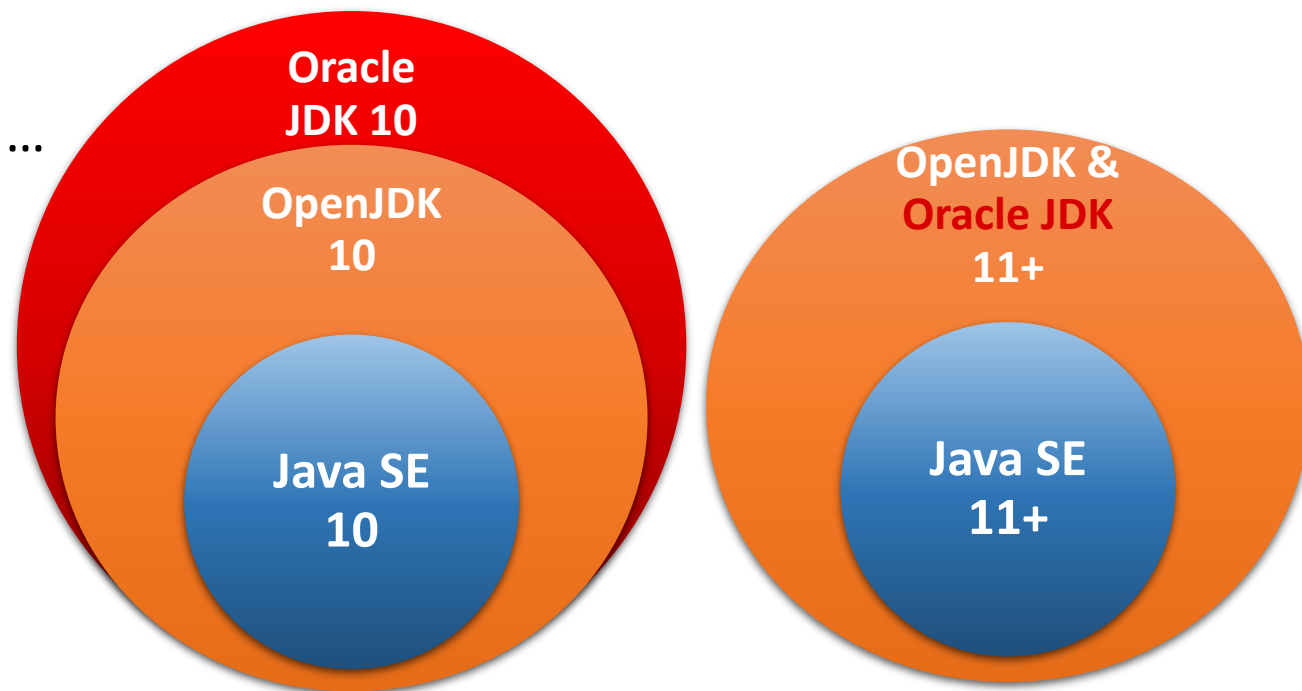 Oracle
JDK 10
...
OpenJDK
10
Java SE
10
OpenJDK &
Oracle JDK
11+
Java SE
11+